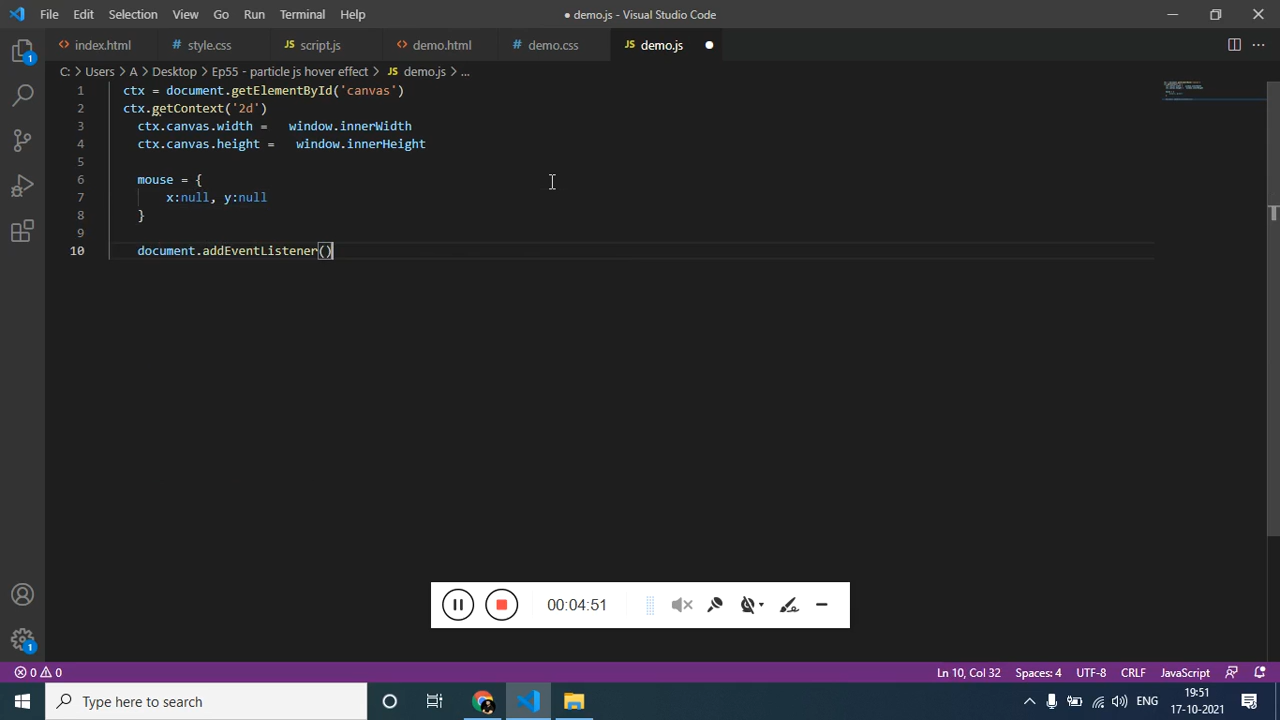 File Edit Selection View Go Run Terminal Help
● demo.js - Visual Studio Code
index.html style.css script.js demo.html demo.css demo.js
C: > Users > A > Desktop > Ep55 - particle js hover effect > demo.js > ...
1 ctx = document.getElementById('canvas')
2 ctx.getContext('2d')
3 ctx.canvas.width = window.innerWidth
4 ctx.canvas.height = window.innerHeight
5
6 mouse = {
7 x:null, y:null
8 }
9
10 document.addEventListener()
00:04:51
0 0
Ln 10, Col 32 Spaces: 4 UTF-8 CRLF JavaScript
Type here to search
ENG
19:51
17-10-2021